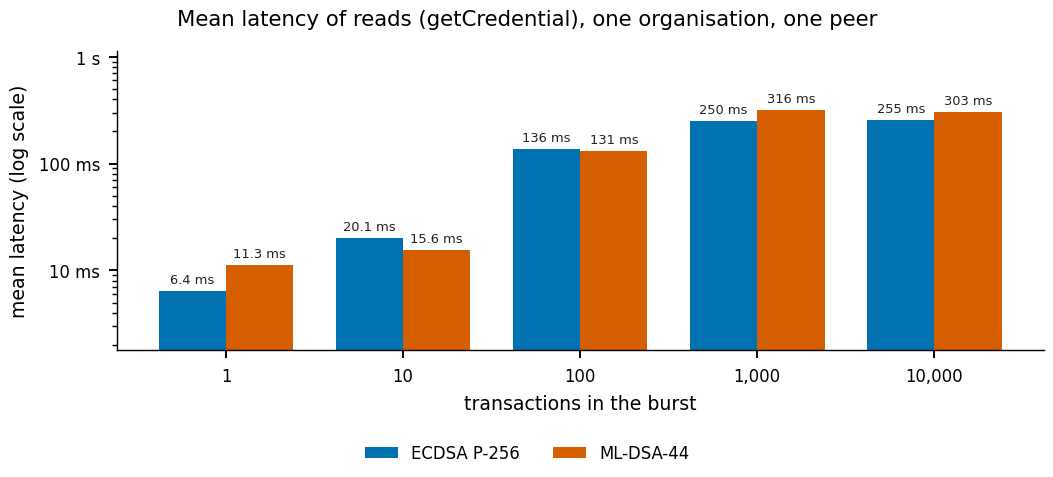 Mean latency of reads (getCredential), one organisation, one peer
mean latency (log scale)
1 s
100 ms
10 ms
6.4 ms
11.3 ms
20.1 ms
15.6 ms
136 ms
131 ms
250 ms
316 ms
255 ms
303 ms
1
10
100
1,000
10,000
transactions in the burst
ECDSA P-256
ML-DSA-44